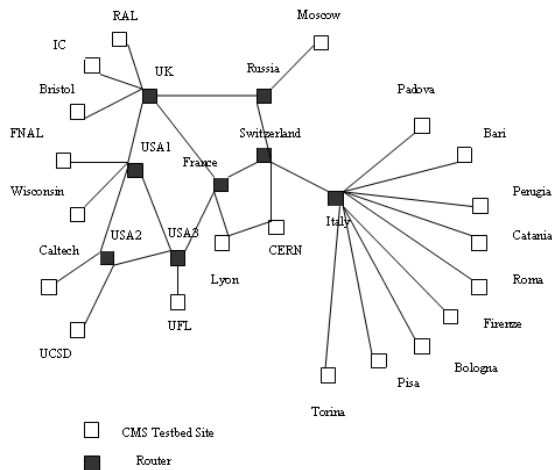 RAL
Moscow
IC
UK
Russia
Bristol
Padova
FNAL
USA1
France
Switzerland
Bari
Wisconsin
Perugia
Italy
Caltech
USA2
USA3
Lyon
CERN
Catania
Roma
UCSD
UFL
Firenze
Bologna
Pisa
Torina
CMS Testbed Site
Router